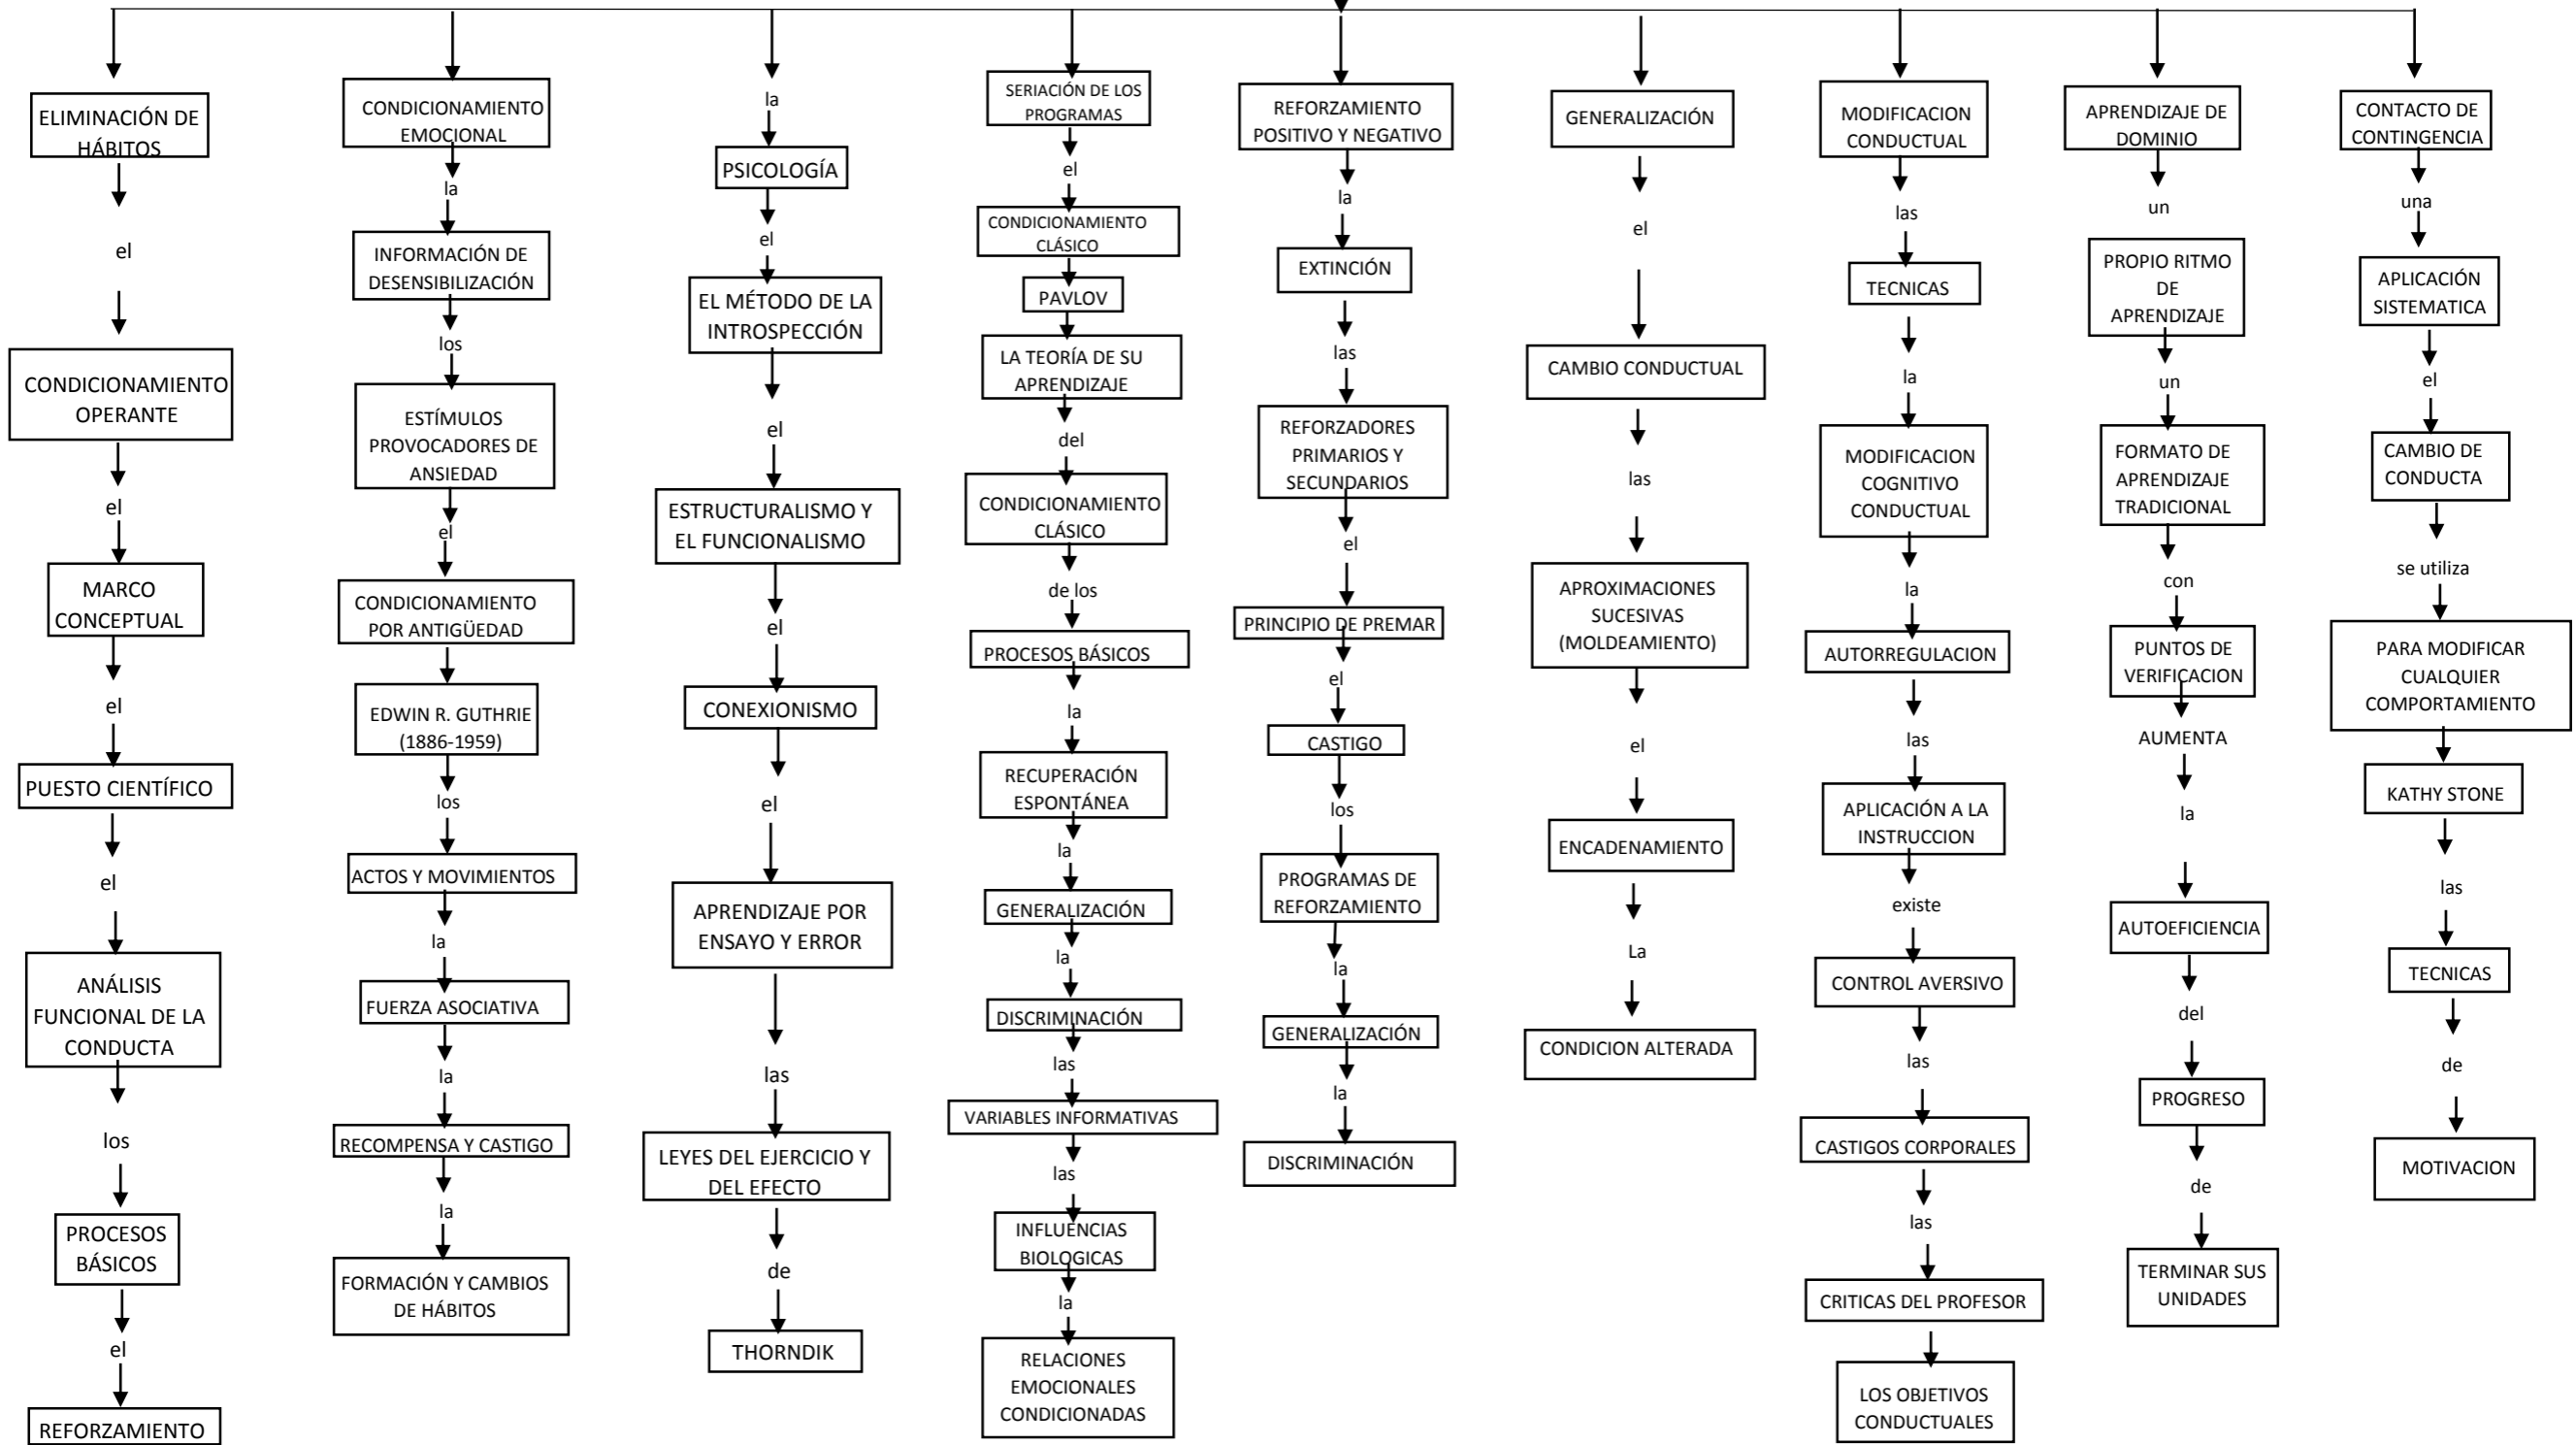 ELIMINACIÓN DE
HÁBITOS
el
CONDICIONAMIENTO
OPERANTE
el
MARCO
CONCEPTUAL
el
PUESTO CIENTÍFICO
el
ANÁLISIS
FUNCIONAL DE LA
CONDUCTA
los
PROCESOS
BÁSICOS
el
REFORZAMIENTO
CONDICIONAMIENTO
EMOCIONAL
la
INFORMACIÓN DE
DESENSIBILIZACIÓN
los
ESTÍMULOS
PROVOCADORES DE
ANSIEDAD
el
CONDICIONAMIENTO
POR ANTIGÜEDAD
EDWIN R. GUTHRIE
(1886-1959)
los
ACTOS Y MOVIMIENTOS
la
FUERZA ASOCIATIVA
la
RECOMPENSA Y CASTIGO
la
FORMACIÓN Y CAMBIOS
DE HÁBITOS
la
PSICOLOGÍA
el
EL MÉTODO DE LA
INTROSPECCIÓN
el
ESTRUCTURALISMO Y
EL FUNCIONALISMO
el
CONEXIONISMO
el
APRENDIZAJE POR
ENSAYO Y ERROR
las
LEYES DEL EJERCICIO Y
DEL EFECTO
de
THORNDIK
SERIACIÓN DE LOS
PROGRAMAS
el
CONDICIONAMIENTO
CLÁSICO
PAVLOV
LA TEORÍA DE SU
APRENDIZAJE
del
CONDICIONAMIENTO
CLÁSICO
de los
PROCESOS BÁSICOS
la
RECUPERACIÓN
ESPONTÁNEA
la
GENERALIZACIÓN
la
DISCRIMINACIÓN
las
VARIABLES INFORMATIVAS
las
INFLUENCIAS
BIOLOGICAS
la
RELACIONES
EMOCIONALES
CONDICIONADAS
REFORZAMIENTO
POSITIVO Y NEGATIVO
la
EXTINCIÓN
las
REFORZADORES
PRIMARIOS Y
SECUNDARIOS
el
PRINCIPIO DE PREMAR
el
CASTIGO
los
PROGRAMAS DE
REFORZAMIENTO
la
GENERALIZACIÓN
la
DISCRIMINACIÓN
GENERALIZACIÓN
el
CAMBIO CONDUCTUAL
las
APROXIMACIONES
SUCESIVAS
(MOLDEAMIENTO)
el
ENCADENAMIENTO
La
CONDICION ALTERADA
MODIFICACION
CONDUCTUAL
las
TECNICAS
la
MODIFICACION
COGNITIVO
CONDUCTUAL
la
AUTORREGULACION
las
APLICACIÓN A LA
INSTRUCCION
existe
CONTROL AVERSIVO
las
CASTIGOS CORPORALES
las
CRITICAS DEL PROFESOR
LOS OBJETIVOS
CONDUCTUALES
APRENDIZAJE DE
DOMINIO
un
PROPIO RITMO
DE
APRENDIZAJE
un
FORMATO DE
APRENDIZAJE
TRADICIONAL
con
PUNTOS DE
VERIFICACION
AUMENTA
la
AUTOEFICIENCIA
del
PROGRESO
de
TERMINAR SUS
UNIDADES
CONTACTO DE
CONTINGENCIA
una
APLICACIÓN
SISTEMATICA
el
CAMBIO DE
CONDUCTA
se utiliza
PARA MODIFICAR
CUALQUIER
COMPORTAMIENTO
KATHY STONE
las
TECNICAS
de
MOTIVACION